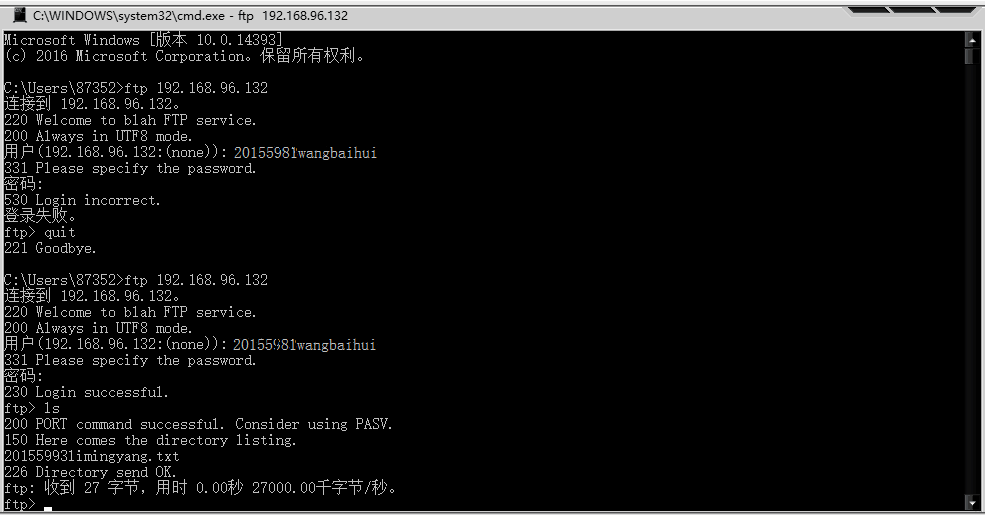 C:\WINDOWS\system32\cmd.exe - ftp 192.168.96.132
Microsoft Windows [版本 10.0.14393]
(c) 2016 Microsoft Corporation。保留所有权利。
C:\Users\87352>ftp 192.168.96.132
连接到 192.168.96.132。
220 Welcome to blah FTP service.
200 Always in UTF8 mode.
用户(192.168.96.132:(none)): 20155981wangbaihui
331 Please specify the password.
密码:
530 Login incorrect.
登录失败。
ftp> quit
221 Goodbye.
C:\Users\87352>ftp 192.168.96.132
连接到 192.168.96.132。
220 Welcome to blah FTP service.
200 Always in UTF8 mode.
用户(192.168.96.132:(none)): 20155981wangbaihui
331 Please specify the password.
密码:
230 Login successful.
ftp> ls
200 PORT command successful. Consider using PASV.
150 Here comes the directory listing.
20155993limingyang.txt
226 Directory send OK.
ftp: 收到 27 字节，用时 0.00秒 27000.00千字节/秒。
ftp>